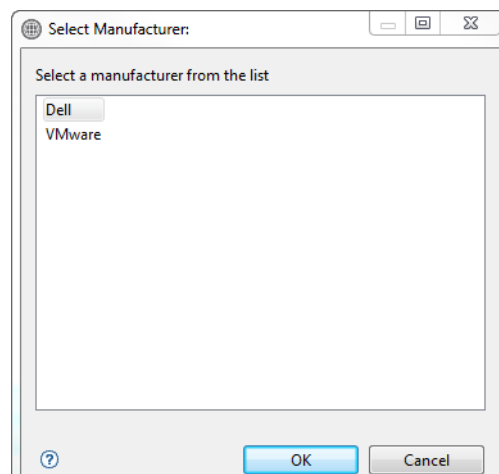 Select Manufacturer:
Select a manufacturer from the list
Dell
VMware
OK
Cancel